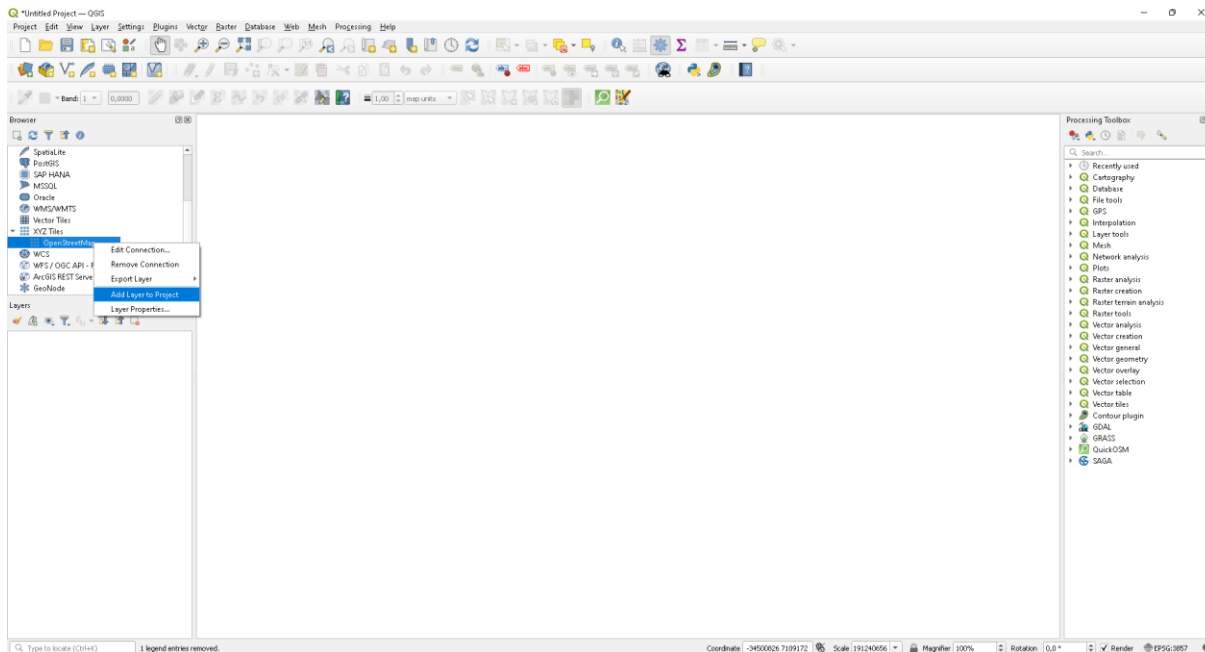 *Untitled Project — QGIS
Project Edit View Layer Settings Plugins Vector Raster Database Web Mesh Processing Help
Band: 1 0,0000 1,00 map units
Browser
SpatiaLite
PostGIS
SAP HANA
MSSQL
Oracle
WMS/WMTS
Vector Tiles
XYZ Tiles
OpenStreetMap
WCS
WFS / OGC API - F
ArcGIS REST Serve
GeoNode
Edit Connection...
Remove Connection
Export Layer
Add Layer to Project
Layer Properties...
Layers
Processing Toolbox
Search...
Recently used
Cartography
Database
File tools
GPS
Interpolation
Layer tools
Mesh
Network analysis
Plots
Raster analysis
Raster creation
Raster terrain analysis
Raster tools
Vector analysis
Vector creation
Vector general
Vector geometry
Vector overlay
Vector selection
Vector table
Vector tiles
Contour plugin
GDAL
GRASS
QuickOSM
SAGA
Type to locate (Ctrl+K) 1 legend entries removed. Coordinate -34500826 7109172 Scale 191240656 Magnifier 100% Rotation 0,0 ° Render EPSG:3857